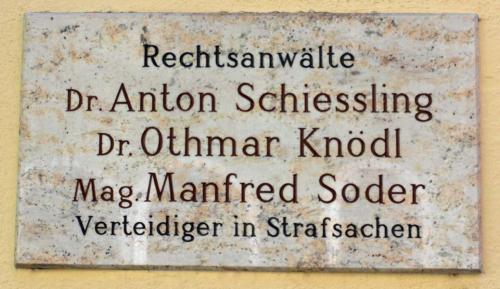 Rechtsanwälte
Dr. Anton Schiessling
Dr. Othmar Knödl
Mag. Manfred Soder
Verteidiger in Strafsachen